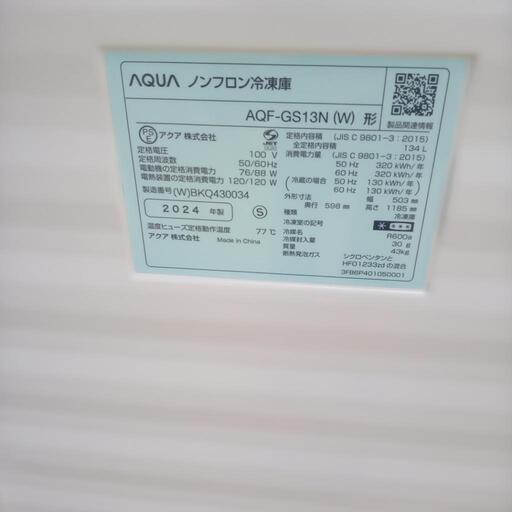 AQUA ノンフロン冷凍庫
AQF-GS13N (W) 形
製品関連情報
PS E アクア 株式会社
JET
定格電圧 100 V
定格周波数 50/60Hz
電動機の定格消費電力 76/88 W
電熱装置の定格消費電力 120/120 W
製造番号 (W)BKQ430034
2024 年製 S
温度ヒューズ定格動作温度 77℃
アクア 株式会社 Made in China
定格内容積 (JIS C 9801-3:2015)
全定格内容積 134 L
消費電力量 (JIS C 9801-3:2015)
50 Hz 320 kWh/年
60 Hz 320 kWh/年
(冷蔵の場合 50 Hz 130 kWh/年
60 Hz 130 kWh/年)
外形寸法 幅 503 mm
奥行 598 mm 高さ 1185 mm
種類 冷凍庫
冷凍室の記号
冷媒名 R600a
冷媒封入量 30 g
質量 43kg
断熱発泡ガス シクロペンタンと
HFO1233zdの混合
3FB6P401050001